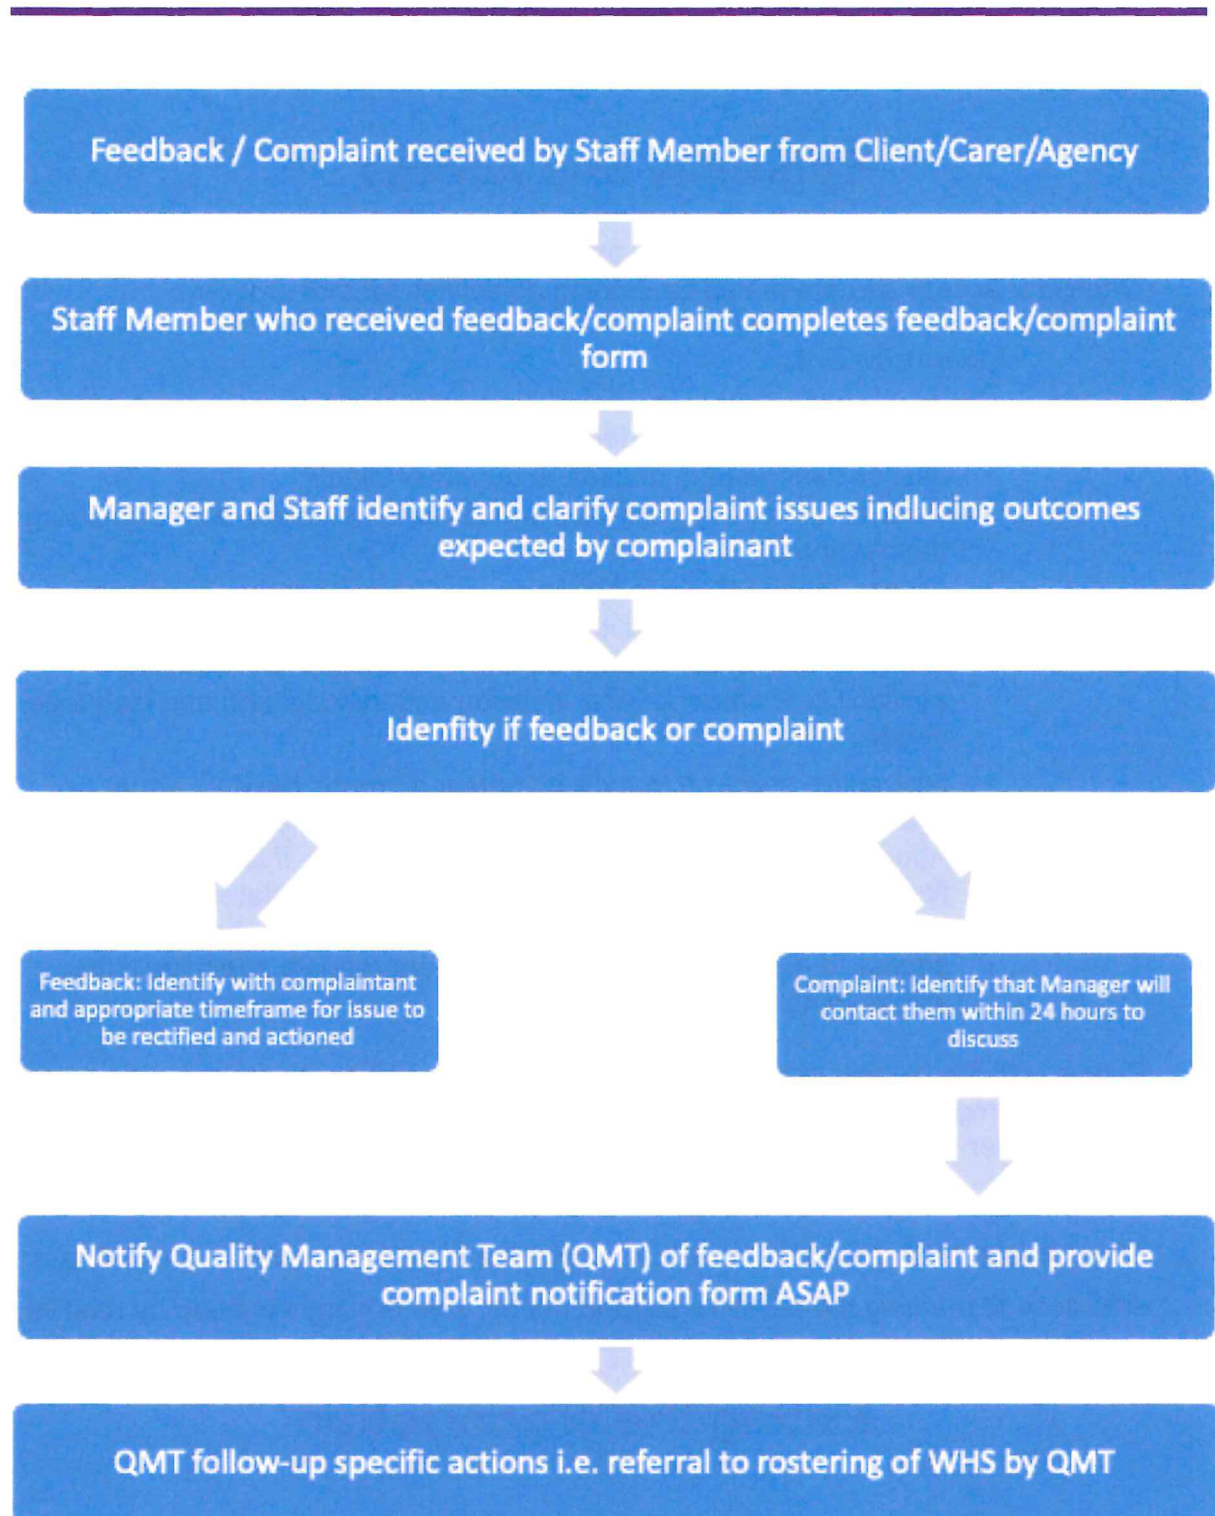 Feedback / Complaint received by Staff Member from Client/Carer/Agency
Staff Member who received feedback/complaint completes feedback/complaint
form
Manager and Staff identify and clarify complaint issues indlucing outcomes
expected by complainant
Idenfity if feedback or complaint
Feedback: Identify with complaintant
and appropriate timeframe for issue to
be rectified and actioned
Complaint: Identify that Manager will
contact them within 24 hours to
discuss
Notify Quality Management Team (QMT) of feedback/complaint and provide
complaint notification form ASAP
QMT follow-up specific actions i.e. referral to rostering of WHS by QMT